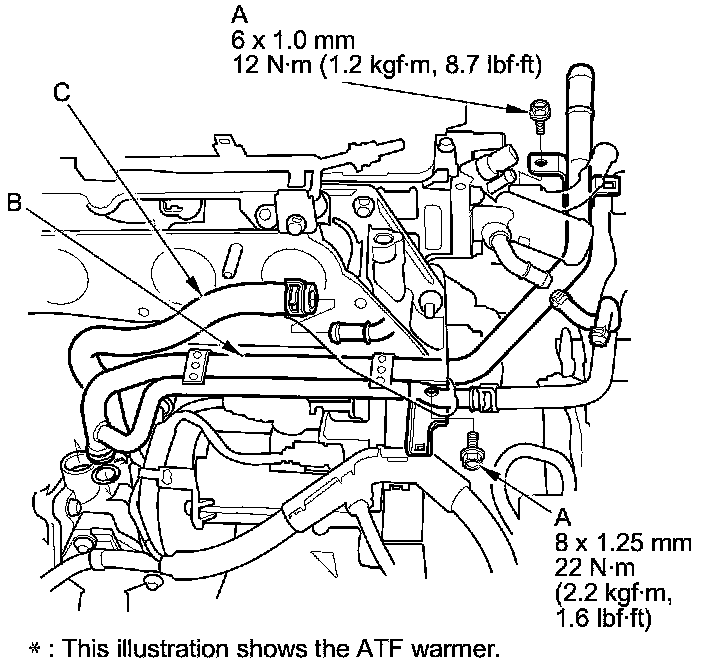 A
6 x 1.0 mm
12 N·m (1.2 kgf·m, 8.7 lbf·ft)
C
B
A
8 x 1.25 mm
22 N·m
(2.2 kgf·m,
1.6 lbf·ft)
* : This illustration shows the ATF warmer.